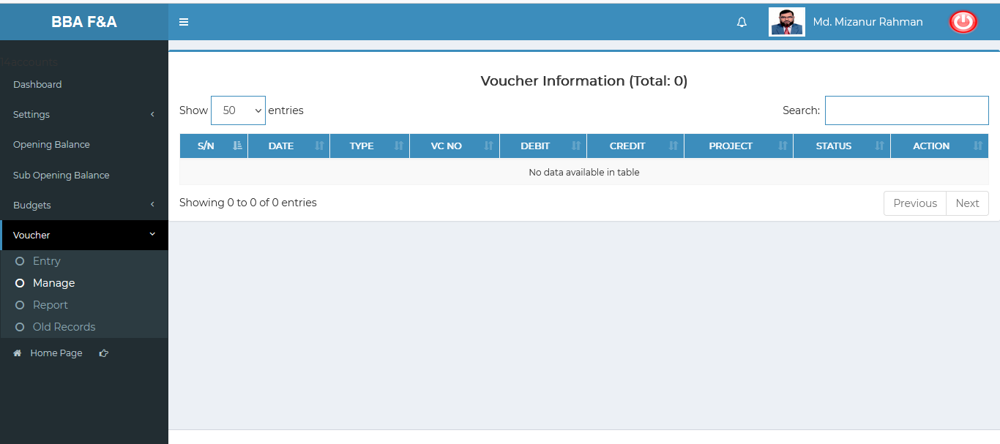 BBA F&A
Md. Mizanur Rahman
14accounts
Dashboard
Settings
Opening Balance
Sub Opening Balance
Budgets
Voucher
Entry
Manage
Report
Old Records
Home Page
Voucher Information (Total: 0)
Show 50 entries
Search:
S/N DATE TYPE VC NO DEBIT CREDIT PROJECT STATUS ACTION
No data available in table
Showing 0 to 0 of 0 entries
Previous Next